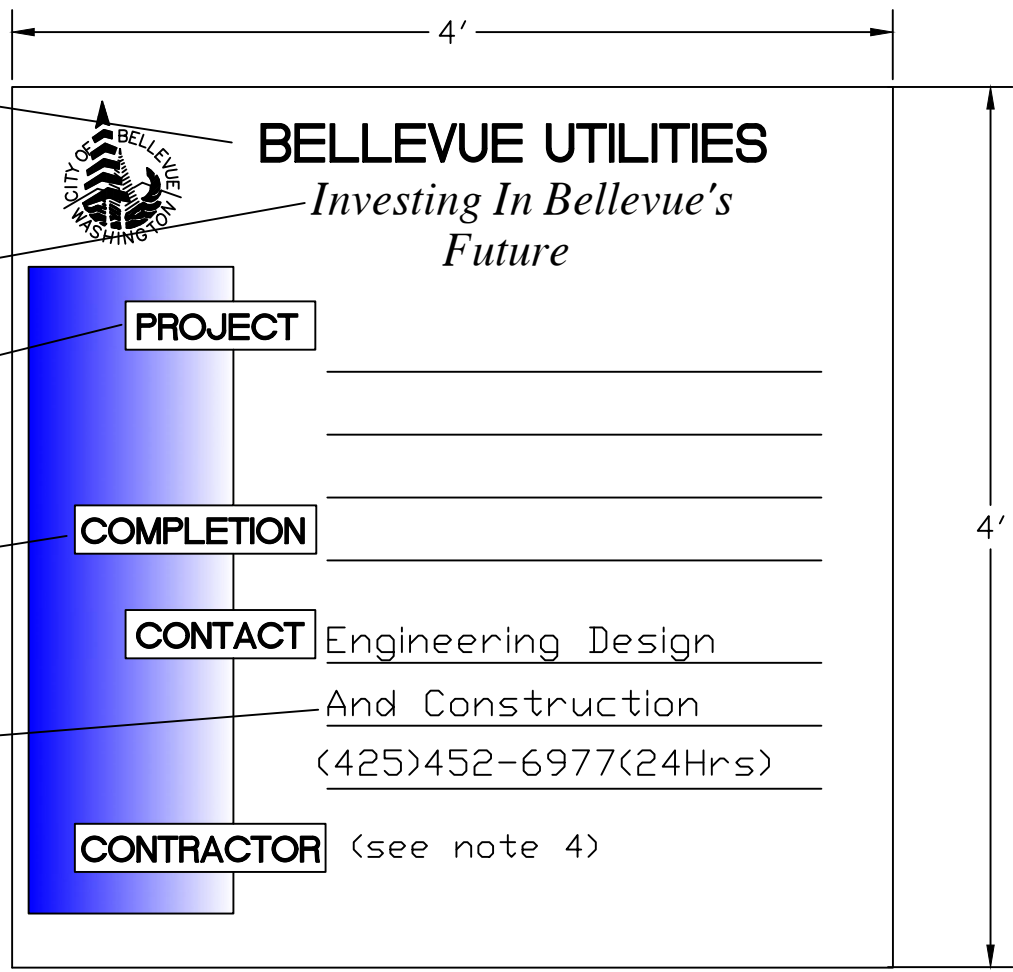 4'
CITY OF BELLEVUE
WASHINGTON
BELLEVUE UTILITIES
Investing In Bellevue's
Future
PROJECT
COMPLETION
4'
CONTACT Engineering Design
And Construction
(425)452-6977(24Hrs)
CONTRACTOR (see note 4)